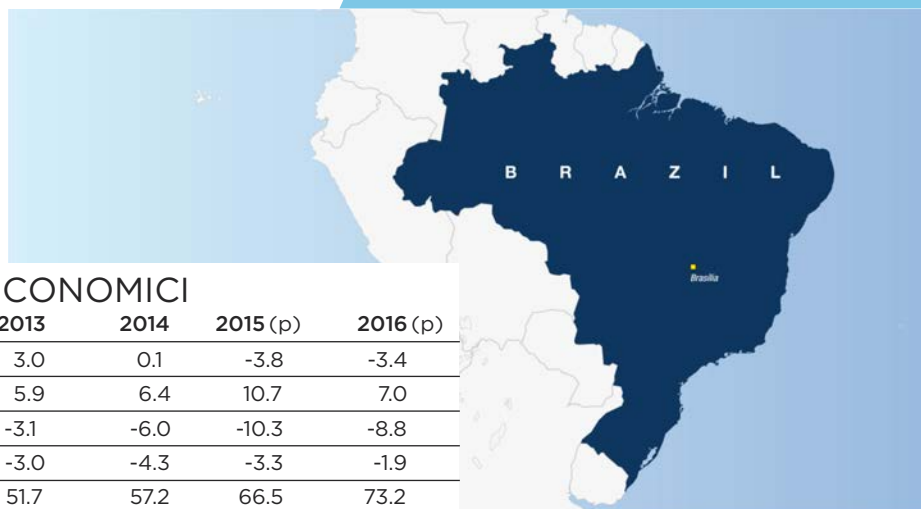 B R A Z I L
Brasilia
CONOMICI
2013 2014 2015 (p) 2016 (p)
3.0 0.1 -3.8 -3.4
5.9 6.4 10.7 7.0
-3.1 -6.0 -10.3 -8.8
-3.0 -4.3 -3.3 -1.9
51.7 57.2 66.5 73.2